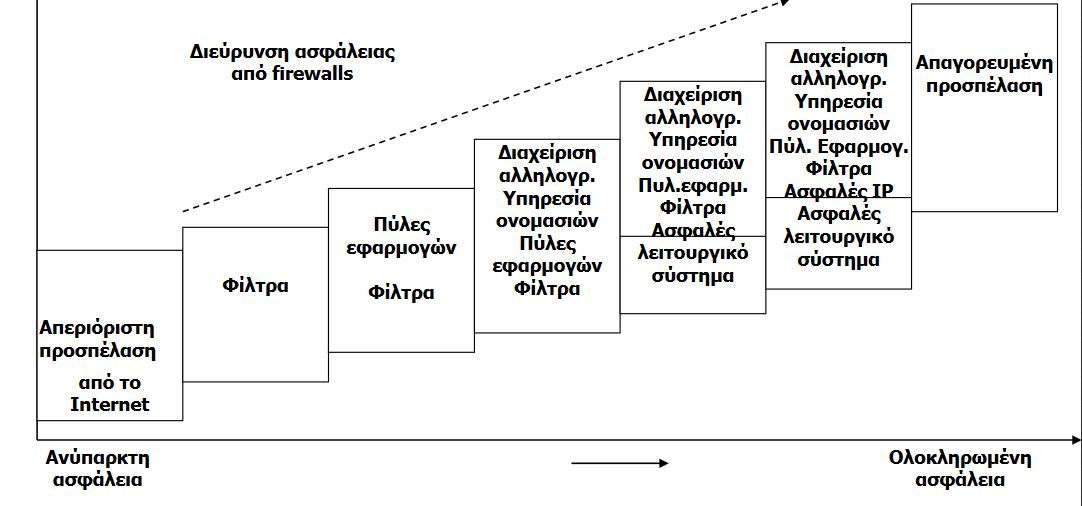 Διεύρυνση ασφάλειας
από firewalls
Απεριόριστη
προσπέλαση
από το
Internet
Φίλτρα
Πύλες
εφαρμογών
Φίλτρα
Διαχείριση
αλληλογρ.
Υπηρεσία
ονομασιών
Πύλες
εφαρμογών
Φίλτρα
Διαχείριση
αλληλογρ.
Υπηρεσία
ονομασιών
Πυλ.εφαρμ.
Φίλτρα
Ασφαλές
λειτουργικό
σύστημα
Διαχείριση
αλληλογρ.
Υπηρεσία
ονομασιών
Πύλ. Εφαρμογ.
Φίλτρα
Ασφαλές IP
Ασφαλές
λειτουργικό
σύστημα
Απαγορευμένη
προσπέλαση
Ανύπαρκτη
ασφάλεια
Ολοκληρωμένη
ασφάλεια